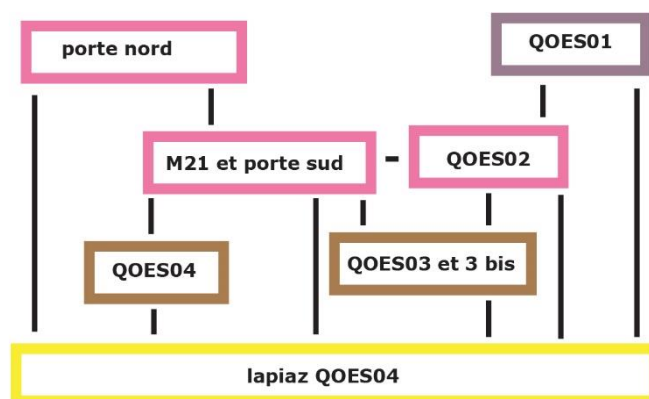 porte nord
QOES01
M21 et porte sud
QOES02
QOES04
QOES03 et 3 bis
lapiaz QOES04